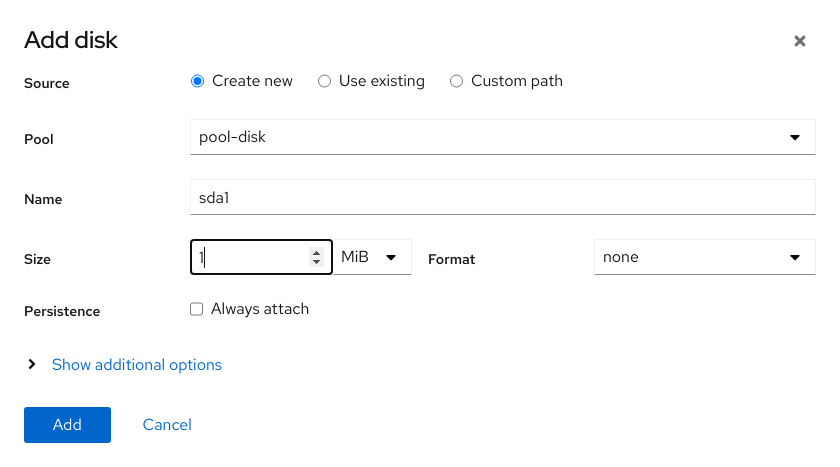 Add disk
Source Create new Use existing Custom path
Pool pool-disk
Name sda1
Size 1 MiB Format none
Persistence Always attach
Show additional options
Add Cancel